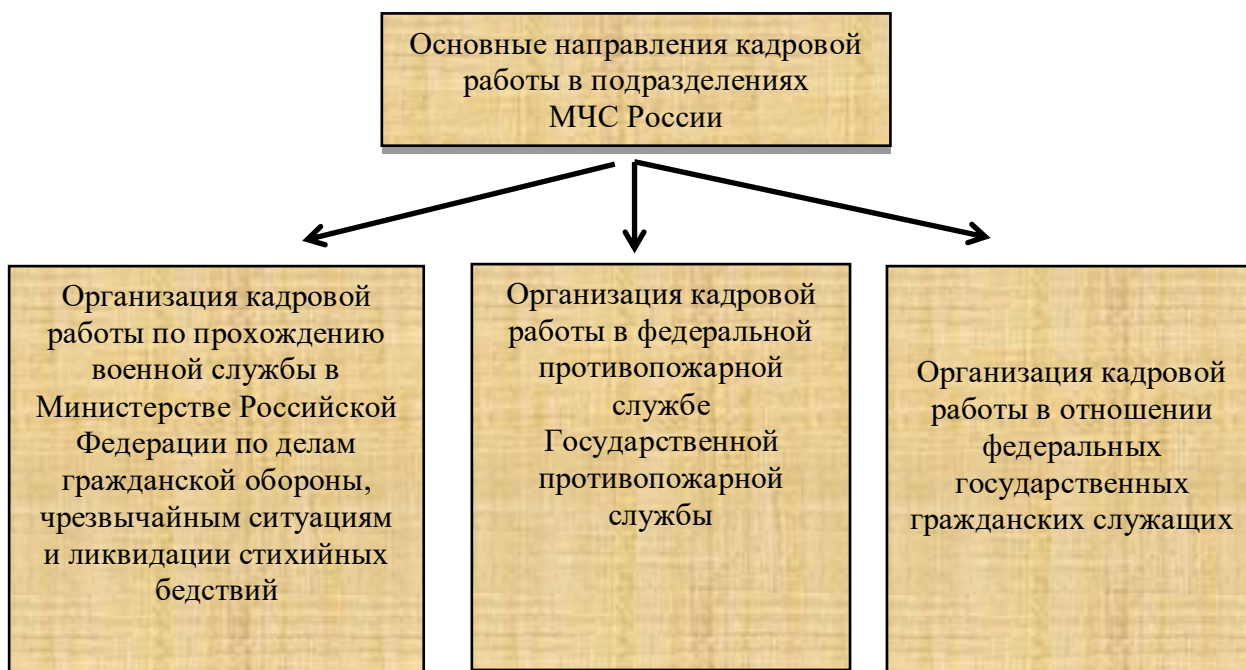 Основные направления кадровой
работы в подразделениях
МЧС России
Организация кадровой
работы по прохождению
военной службы в
Министерстве Российской
Федерации по делам
гражданской обороны,
чрезвычайным ситуациям
и ликвидации стихийных
бедствий
Организация кадровой
работы в федеральной
противопожарной
службе
Государственной
противопожарной
службы
Организация кадровой
работы в отношении
федеральных
государственных
гражданских служащих